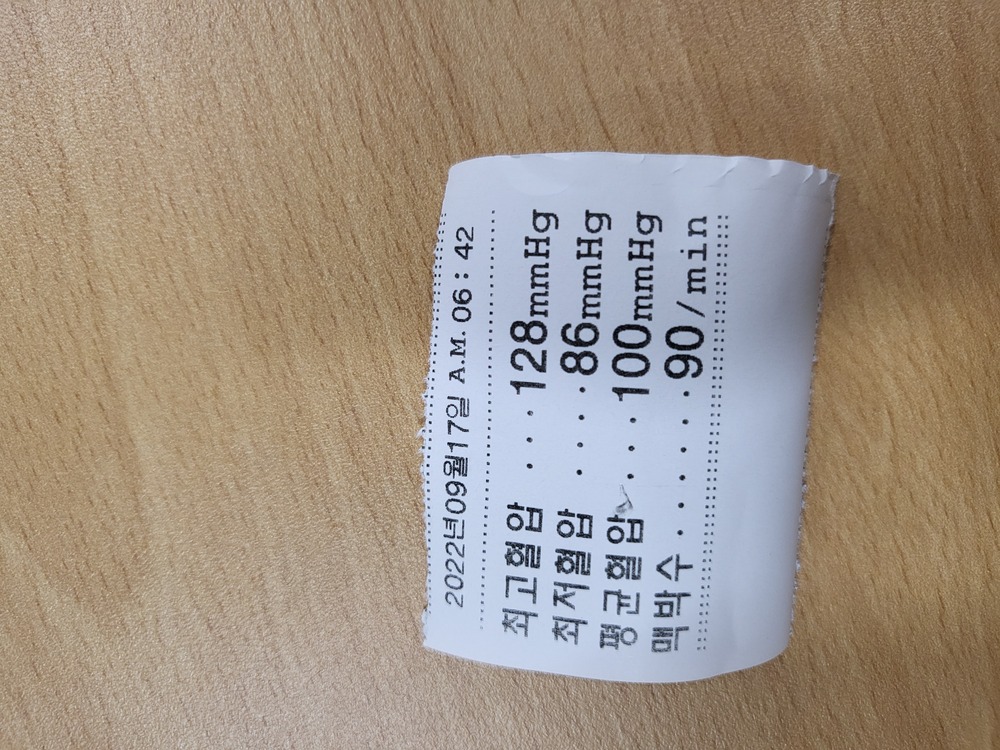 2022년09월17일 A.M. 06 : 42
최고혈압 ... 128mmHg
최저혈압 .... 86mmHg
평균혈압 ... 100mmHg
맥박수 ...... 90/min